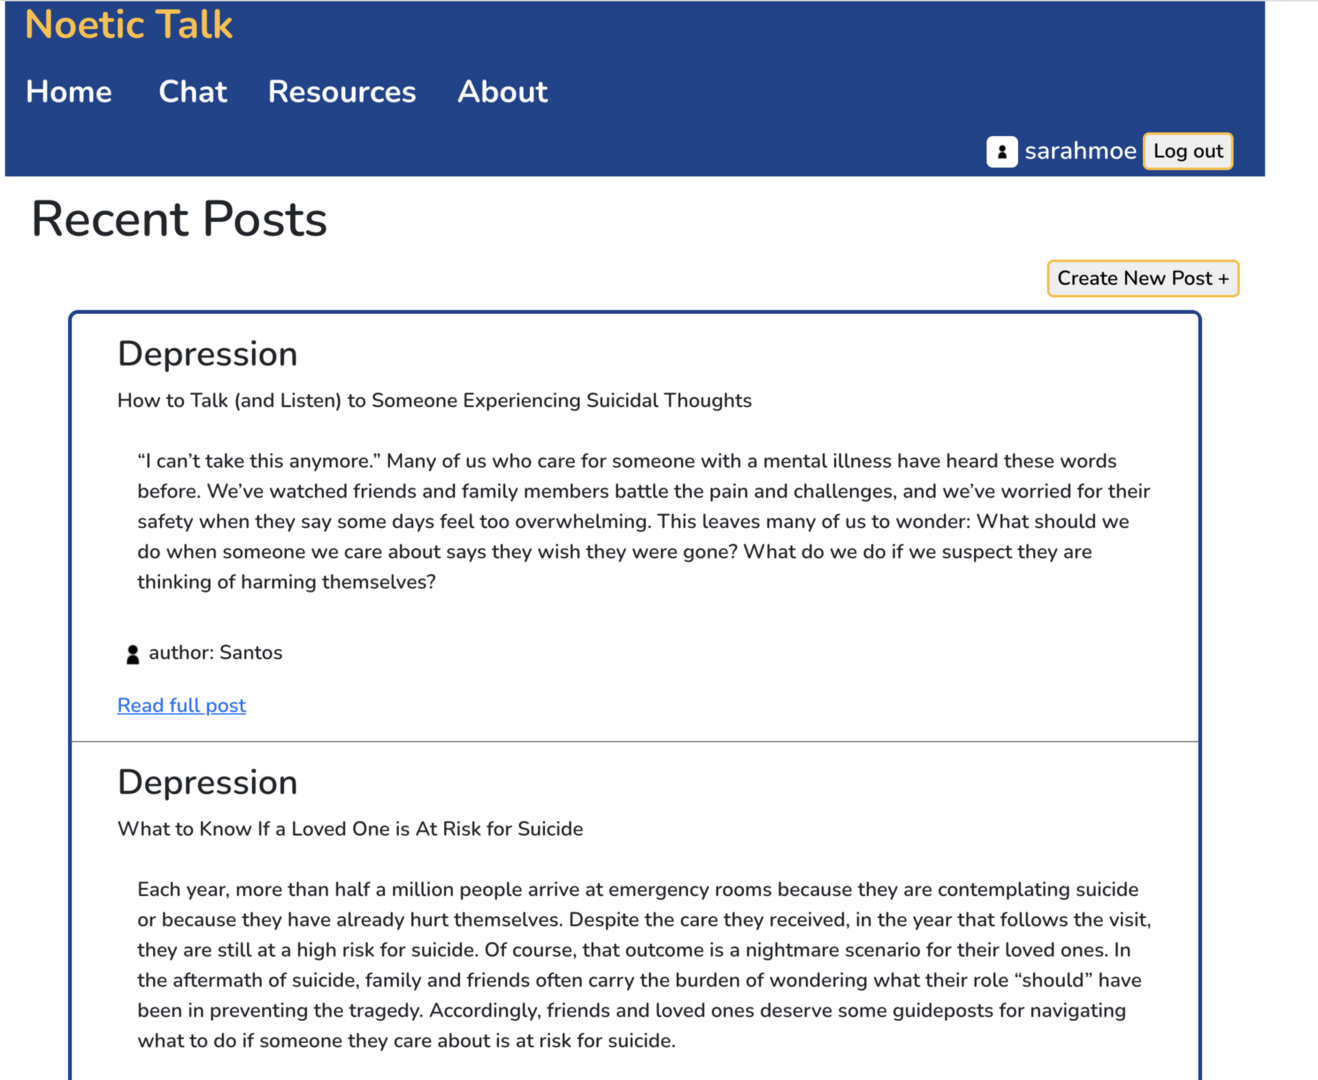 Noetic Talk
Home Chat Resources About
sarahmoe Log out
Recent Posts
Create New Post +
Depression
How to Talk (and Listen) to Someone Experiencing Suicidal Thoughts
“I can’t take this anymore.” Many of us who care for someone with a mental illness have heard these words
before. We’ve watched friends and family members battle the pain and challenges, and we’ve worried for their
safety when they say some days feel too overwhelming. This leaves many of us to wonder: What should we
do when someone we care about says they wish they were gone? What do we do if we suspect they are
thinking of harming themselves?
author: Santos
Read full post
Depression
What to Know If a Loved One is At Risk for Suicide
Each year, more than half a million people arrive at emergency rooms because they are contemplating suicide
or because they have already hurt themselves. Despite the care they received, in the year that follows the visit,
they are still at a high risk for suicide. Of course, that outcome is a nightmare scenario for their loved ones. In
the aftermath of suicide, family and friends often carry the burden of wondering what their role “should” have
been in preventing the tragedy. Accordingly, friends and loved ones deserve some guideposts for navigating
what to do if someone they care about is at risk for suicide.